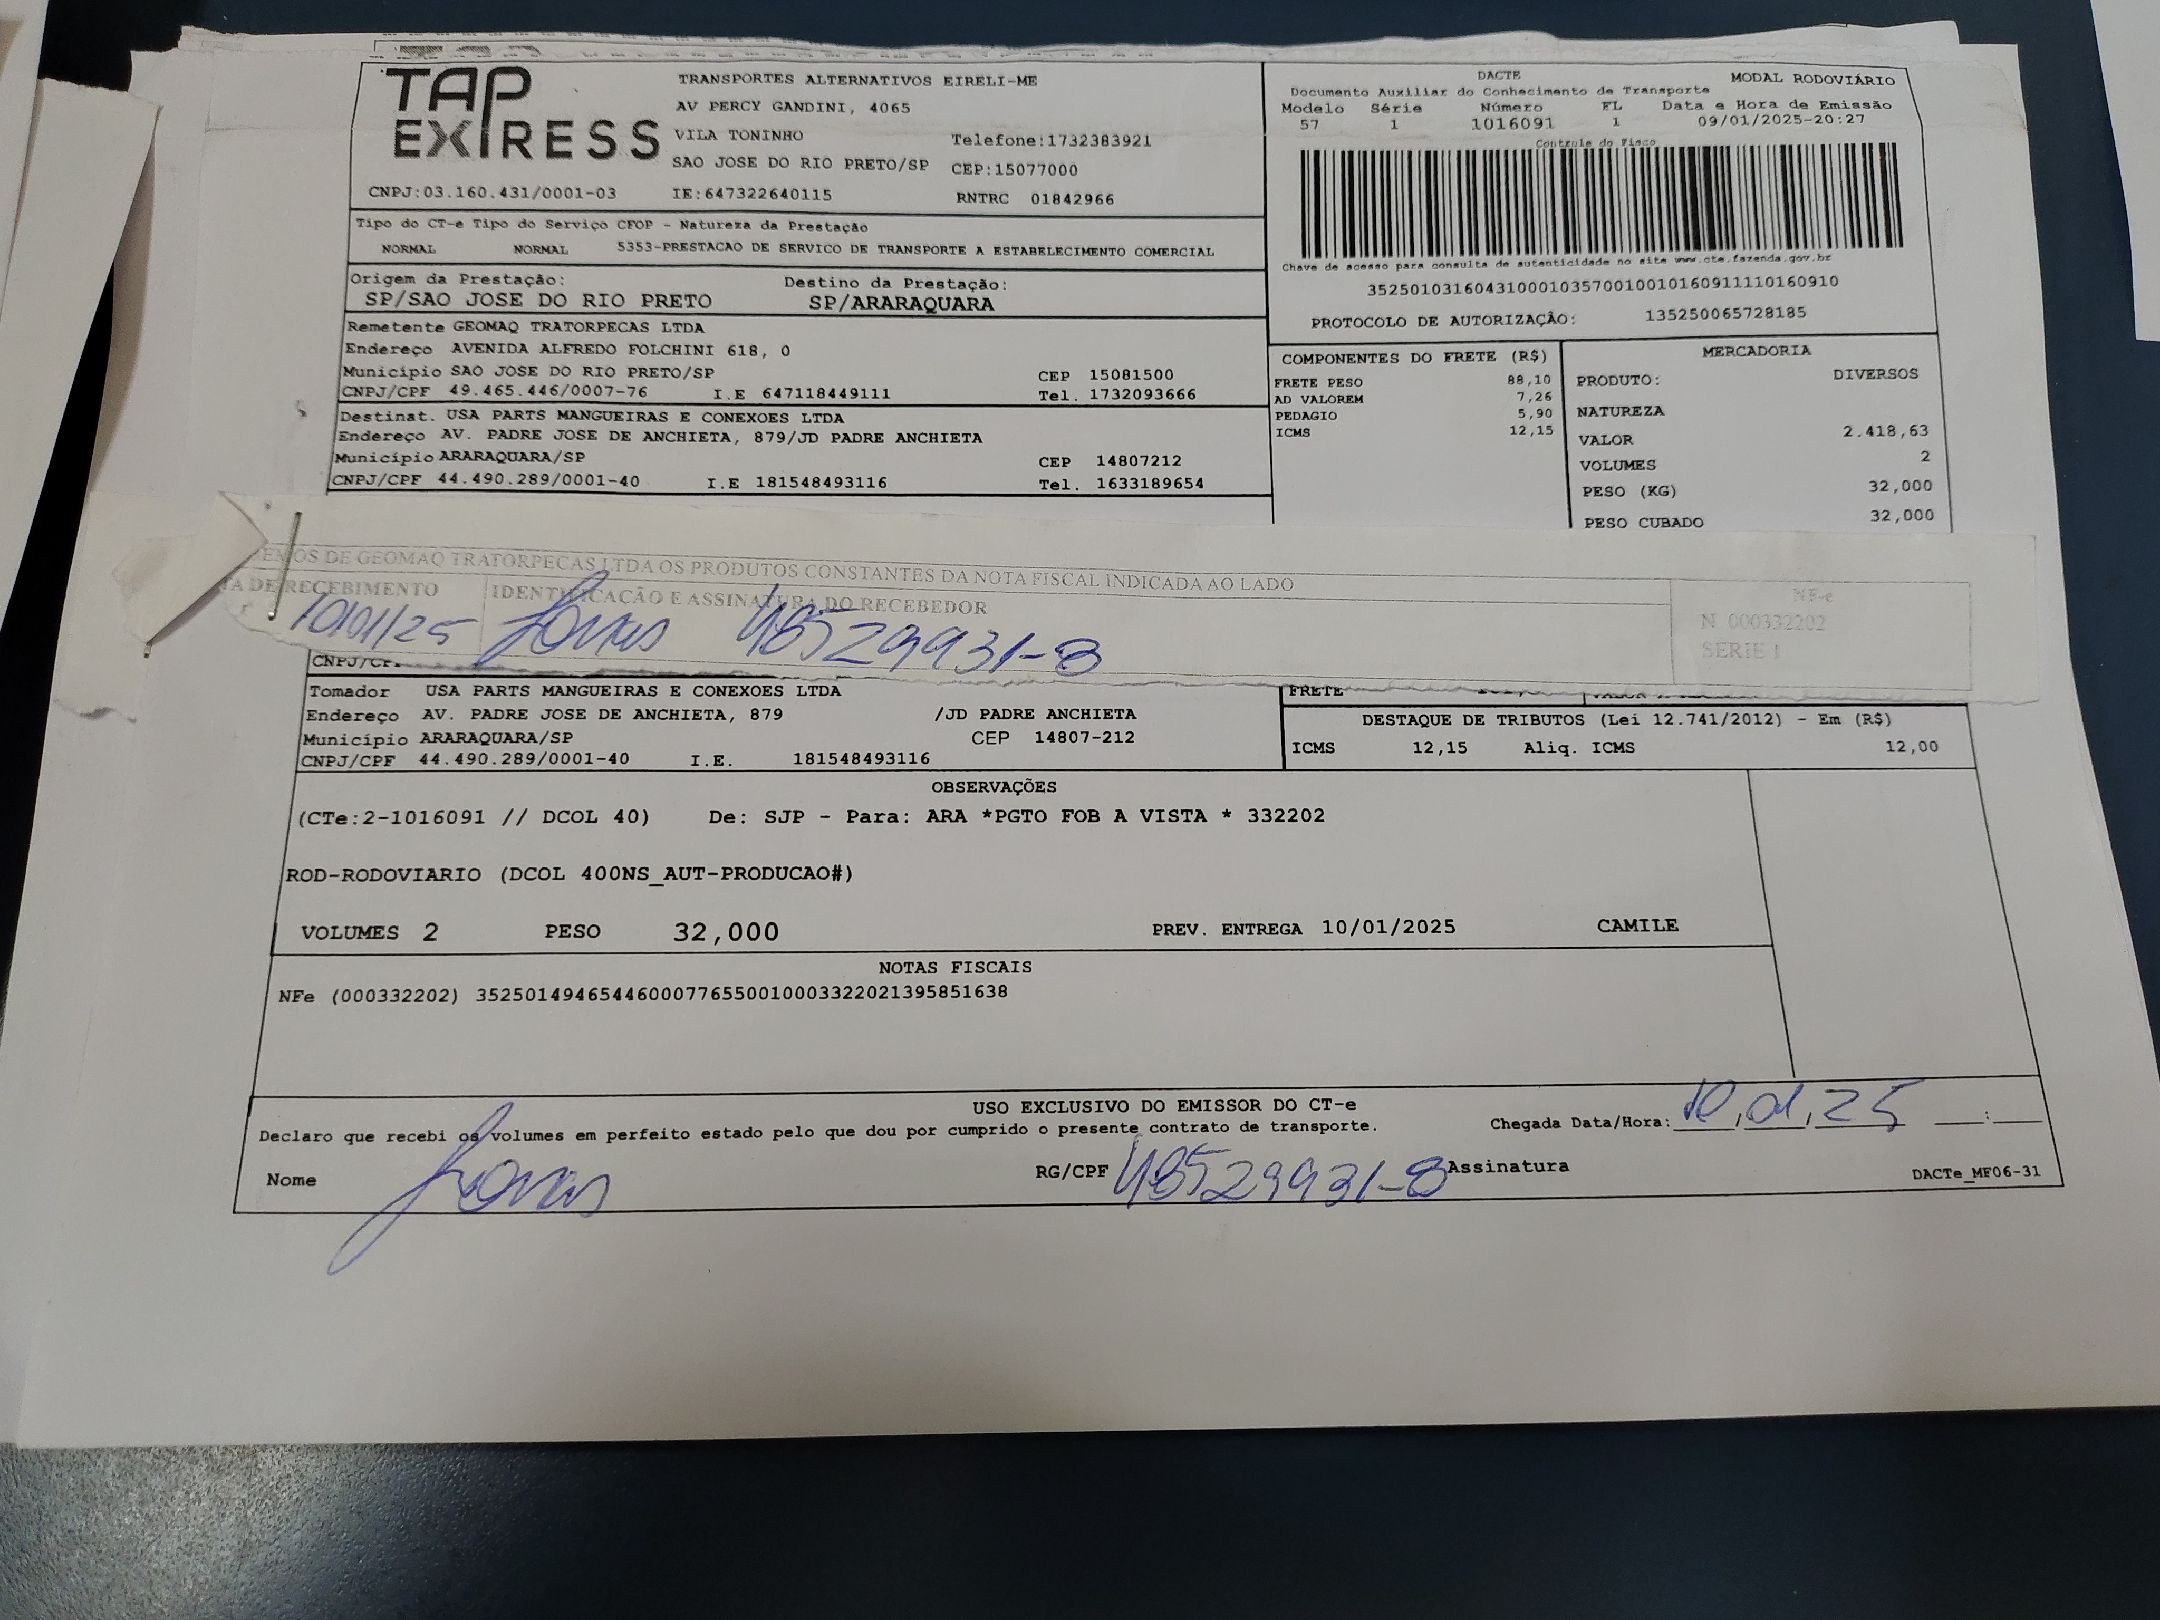 TAP EXPRESS
TRANSPORTES ALTERNATIVOS EIRELI-ME
AV PERCY GANDINI, 4065
VILA TONINHO Telefone:1732383921
SAO JOSE DO RIO PRETO/SP CEP:15077000
CNPJ:03.160.431/0001-03 IE:647322640115 RNTRC 01842966
DACTE MODAL RODOVIÁRIO
Documento Auxiliar do Conhecimento de Transporte
Modelo Série Número FL Data e Hora de Emissão
57 1 1016091 1 09/01/2025-20:27
Controle do Fisco
Chave de acesso para consulta de autenticidade no site www.cte.fazenda.gov.br
35250103160431000103570010010160911110160910
PROTOCOLO DE AUTORIZAÇÃO: 135250065728185
Tipo do CT-e Tipo do Serviço CFOP - Natureza da Prestação
NORMAL NORMAL 5353-PRESTACAO DE SERVICO DE TRANSPORTE A ESTABELECIMENTO COMERCIAL
Origem da Prestação: Destino da Prestação:
SP/SAO JOSE DO RIO PRETO SP/ARARAQUARA
Remetente GEOMAQ TRATORPECAS LTDA
Endereço AVENIDA ALFREDO FOLCHINI 618, 0
Município SAO JOSE DO RIO PRETO/SP CEP 15081500
CNPJ/CPF 49.465.446/0007-76 I.E 647118449111 Tel. 1732093666
Destinat. USA PARTS MANGUEIRAS E CONEXOES LTDA
Endereço AV. PADRE JOSE DE ANCHIETA, 879/JD PADRE ANCHIETA
Município ARARAQUARA/SP CEP 14807212
CNPJ/CPF 44.490.289/0001-40 I.E 181548493116 Tel. 1633189654
COMPONENTES DO FRETE (R$)
FRETE PESO 88,10
AD VALOREM 7,26
PEDAGIO 5,90
ICMS 12,15
MERCADORIA
PRODUTO: DIVERSOS
NATUREZA
VALOR 2.418,63
VOLUMES 2
PESO (KG) 32,000
PESO CUBADO 32,000
EMOS DE GEOMAQ TRATORPECAS LTDA OS PRODUTOS CONSTANTES DA NOTA FISCAL INDICADA AO LADO
TA DE RECEBIMENTO IDENTIFICAÇÃO E ASSINATURA DO RECEBEDOR
10/01/25 48529931-8
NF-e
N 000332202
SERIE 1
CNPJ/CPF
Tomador USA PARTS MANGUEIRAS E CONEXOES LTDA
Endereço AV. PADRE JOSE DE ANCHIETA, 879 /JD PADRE ANCHIETA
Município ARARAQUARA/SP CEP 14807-212
CNPJ/CPF 44.490.289/0001-40 I.E. 181548493116
FRETE
DESTAQUE DE TRIBUTOS (Lei 12.741/2012) - Em (R$)
ICMS 12,15 Aliq. ICMS 12,00
OBSERVAÇÕES
(CTe:2-1016091 // DCOL 40) De: SJP - Para: ARA *PGTO FOB A VISTA * 332202
ROD-RODOVIARIO (DCOL 400NS_AUT-PRODUCAO#)
VOLUMES 2 PESO 32,000 PREV. ENTREGA 10/01/2025 CAMILE
NOTAS FISCAIS
NFe (000332202) 35250149465446000776550010003322021395851638
USO EXCLUSIVO DO EMISSOR DO CT-e
Declaro que recebi os volumes em perfeito estado pelo que dou por cumprido o presente contrato de transporte. Chegada Data/Hora: 10,01,25 :
Nome RG/CPF 48529931-8 Assinatura DACTe_MF06-31